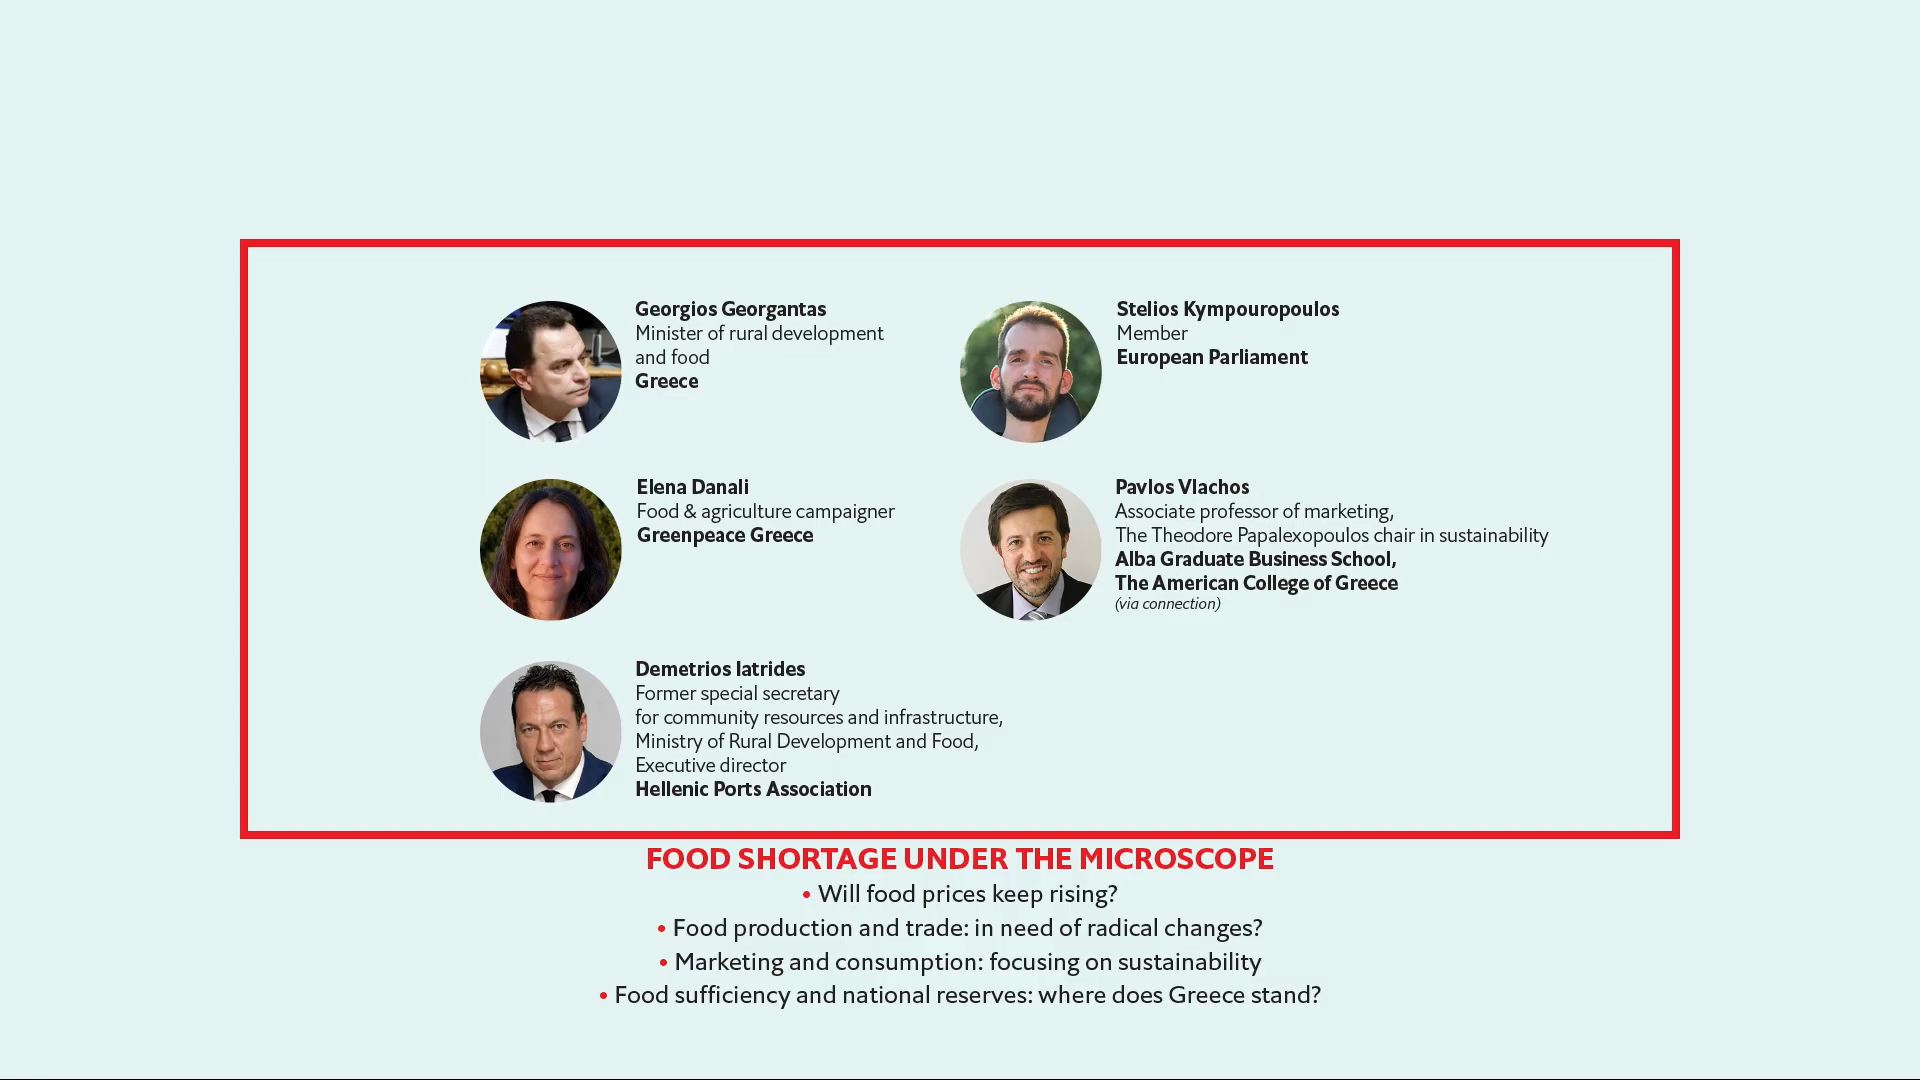 Georgios Georgantas
Minister of rural development
and food
Greece
Stelios Kympouropoulos
Member
European Parliament
Elena Danali
Food & agriculture campaigner
Greenpeace Greece
Pavlos Vlachos
Associate professor of marketing,
The Theodore Papalexopoulos chair in sustainability
Alba Graduate Business School,
The American College of Greece
(via connection)
Demetrios Iatrides
Former special secretary
for community resources and infrastructure,
Ministry of Rural Development and Food,
Executive director
Hellenic Ports Association
FOOD SHORTAGE UNDER THE MICROSCOPE
• Will food prices keep rising?
• Food production and trade: in need of radical changes?
• Marketing and consumption: focusing on sustainability
• Food sufficiency and national reserves: where does Greece stand?